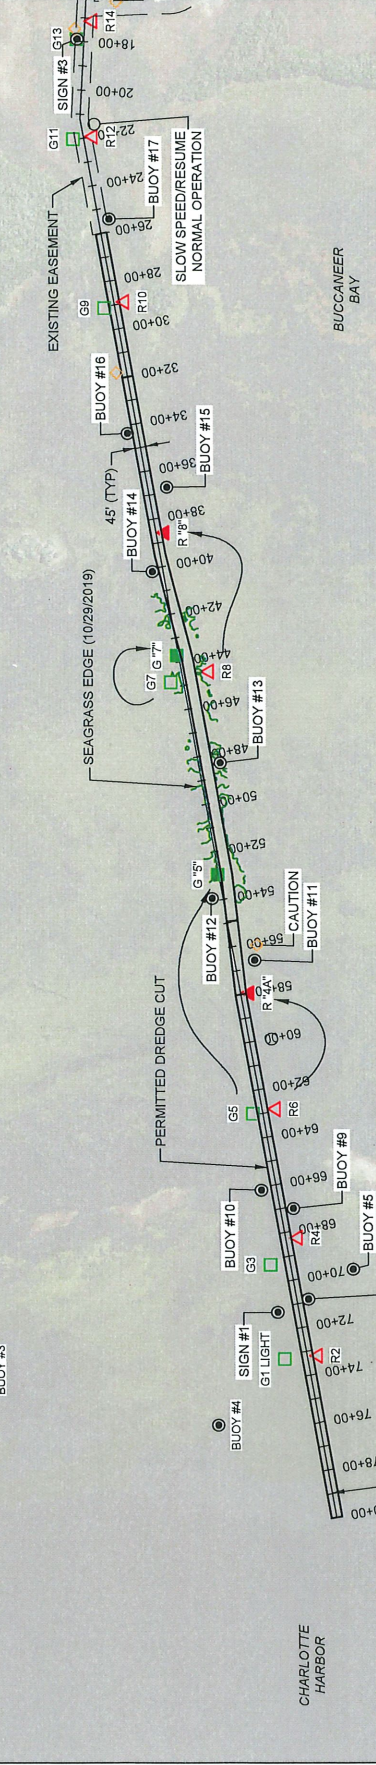 R14
G13
18+00
SIGN #3
20+00
G11
R12
22+00
24+00
BUOY #17
SLOW SPEED/RESUME
NORMAL OPERATION
26+00
EXISTING EASEMENT
28+00
G9
R10
30+00
BUCCANEER
BAY
BUOY #16
32+00
34+00
BUOY #15
36+00
45' (TYP)
BUOY #14
38+00
R "8"
40+00
42+00
SEAGRASS EDGE (10/29/2019)
G "7"
G7
44+00
R8
46+00
BUOY #13
48+00
50+00
52+00
G "5"
54+00
BUOY #12
CAUTION
BUOY #11
56+00
58+00
R "4A"
60+00
PERMITTED DREDGE CUT
62+00
G5
R6
64+00
66+00
BUOY #10
BUOY #9
68+00
R4
G3
70+00
BUOY #5
SIGN #1
72+00
G1 LIGHT
R2
74+00
BUOY #3
BUOY #4
76+00
78+00
CHARLOTTE
HARBOR